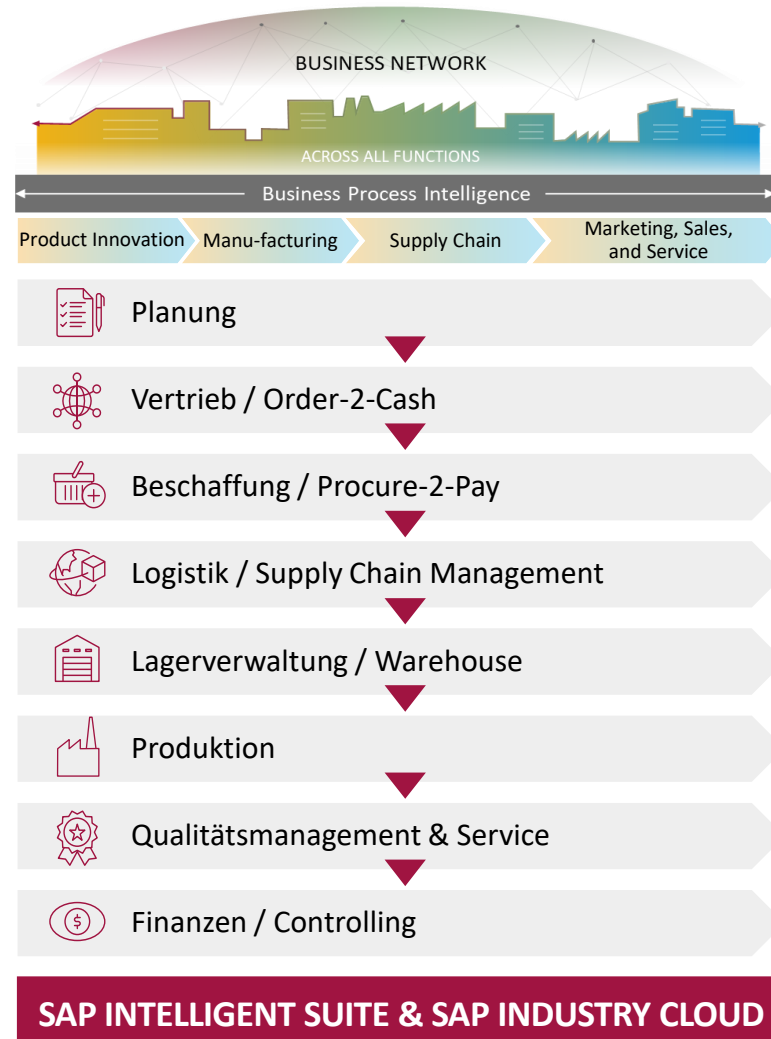 BUSINESS NETWORK
ACROSS ALL FUNCTIONS
Business Process Intelligence
Product Innovation
Manu-facturing
Supply Chain
Marketing, Sales,
and Service
Planung
Vertrieb / Order-2-Cash
Beschaffung / Procure-2-Pay
Logistik / Supply Chain Management
Lagerverwaltung / Warehouse
Produktion
Qualitätsmanagement & Service
$
Finanzen / Controlling
SAP INTELLIGENT SUITE & SAP INDUSTRY CLOUD